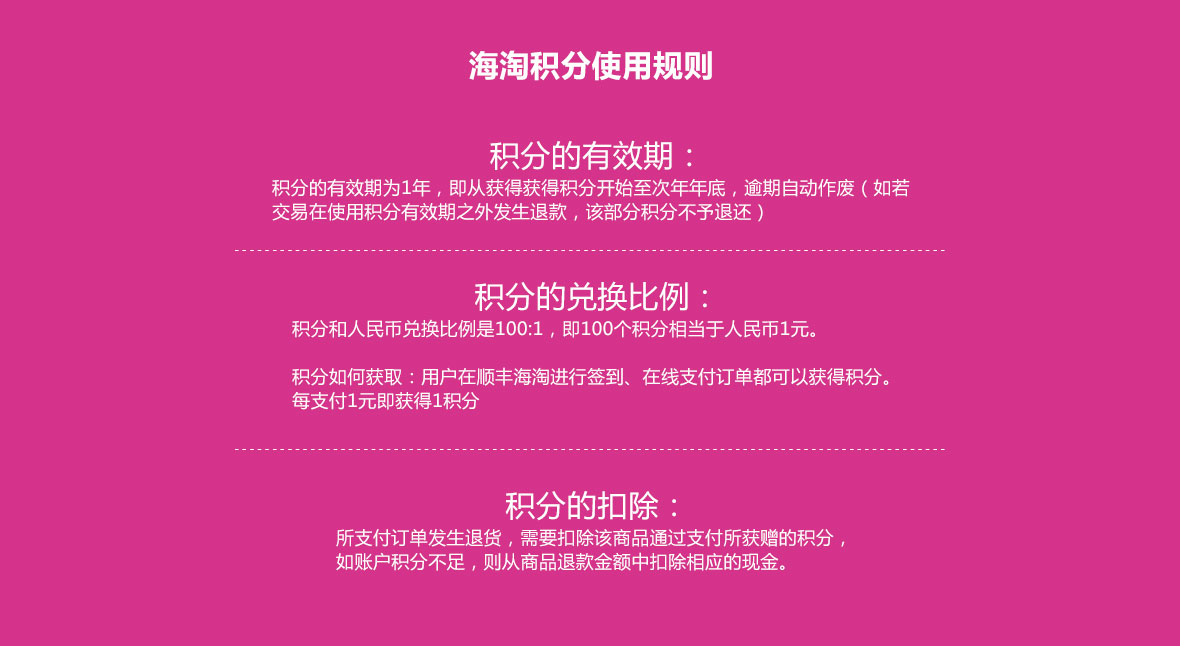 海淘积分使用规则
积分的有效期：
积分的有效期为1年，即从获得获得积分开始至次年年底，逾期自动作废（如若
交易在使用积分有效期之外发生退款，该部分积分不予退还）
积分的兑换比例：
积分和人民币兑换比例是100:1，即100个积分相当于人民币1元。
积分如何获取：用户在顺丰海淘进行签到、在线支付订单都可以获得积分。
每支付1元即获得1积分
积分的扣除：
所支付订单发生退货，需要扣除该商品通过支付所获赠的积分，
如账户积分不足，则从商品退款金额中扣除相应的现金。